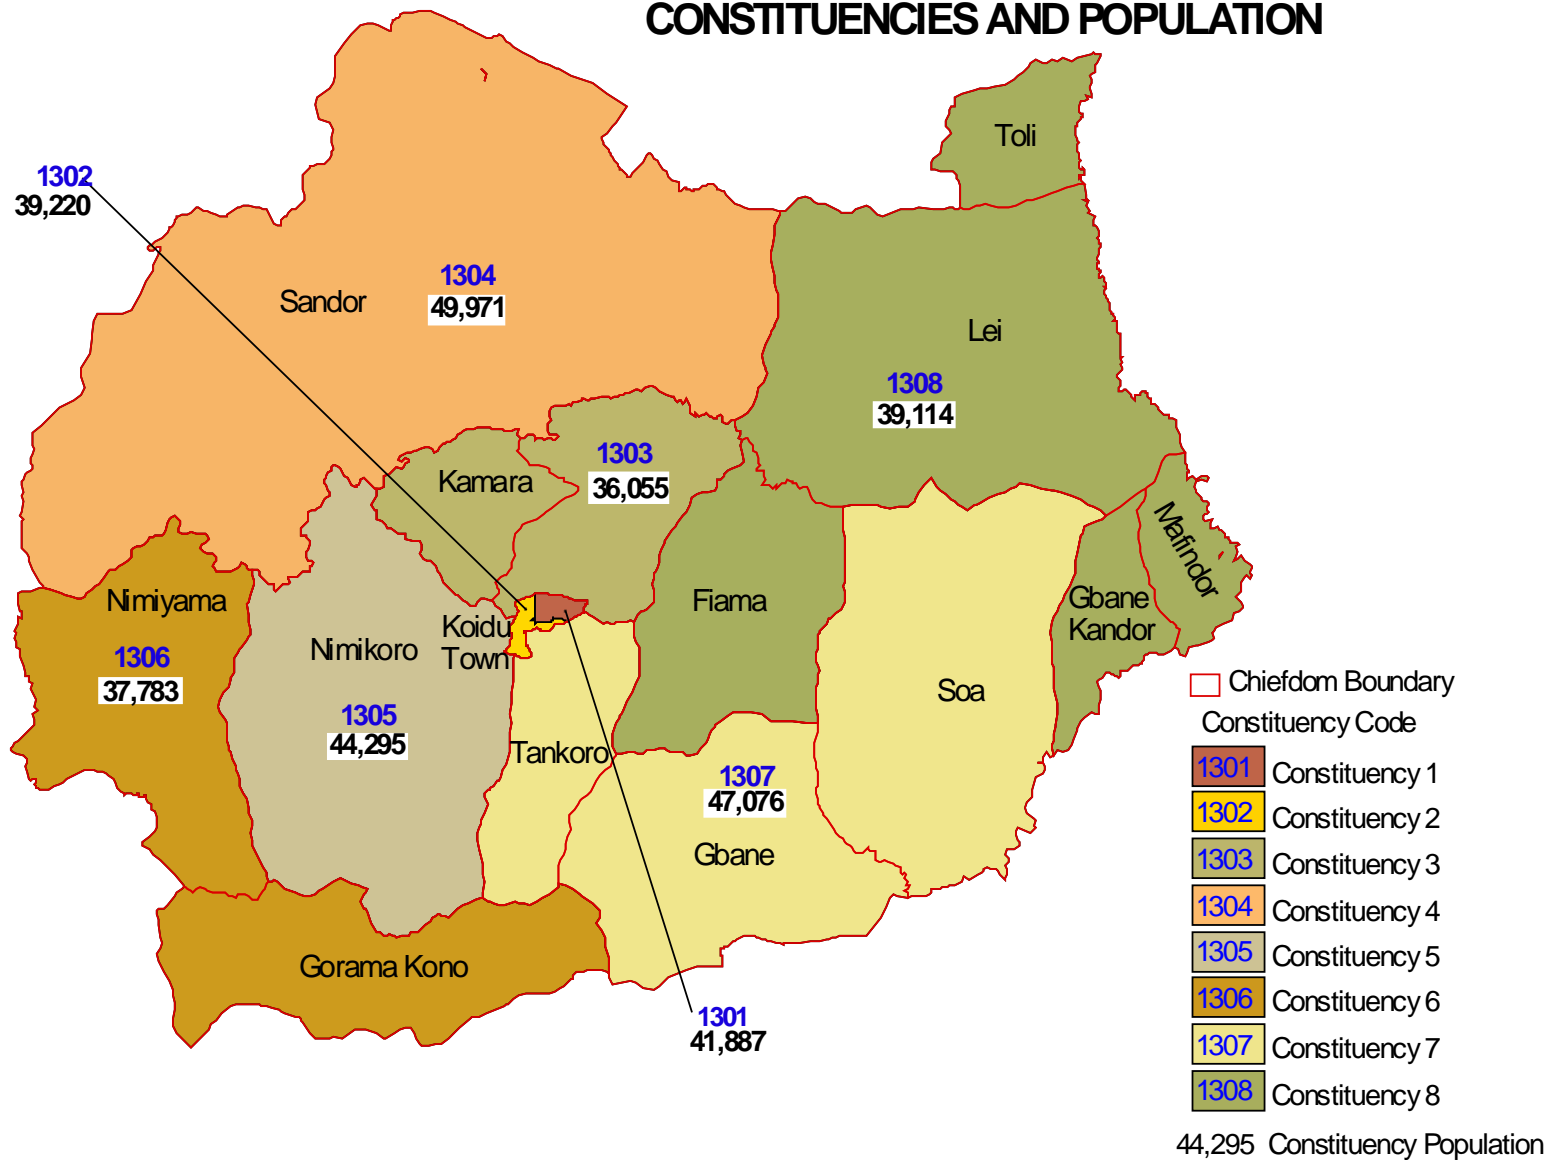 CONSTITUENCIES AND POPULATION
Toli
1302
39,220
1304
49,971
Sandor
Lei
1308
39,114
1303
36,055
Kamara
Mafindor
Nimiyama
1306
37,783
Nimikoro
1305
44,295
Koidu
Town
Fiama
Gbane
Kandor
Soa
Tankoro
1307
47,076
Gbane
Gorama Kono
1301
41,887
Chiefdom Boundary
Constituency Code
1301 Constituency 1
1302 Constituency 2
1303 Constituency 3
1304 Constituency 4
1305 Constituency 5
1306 Constituency 6
1307 Constituency 7
1308 Constituency 8
44,295 Constituency Population